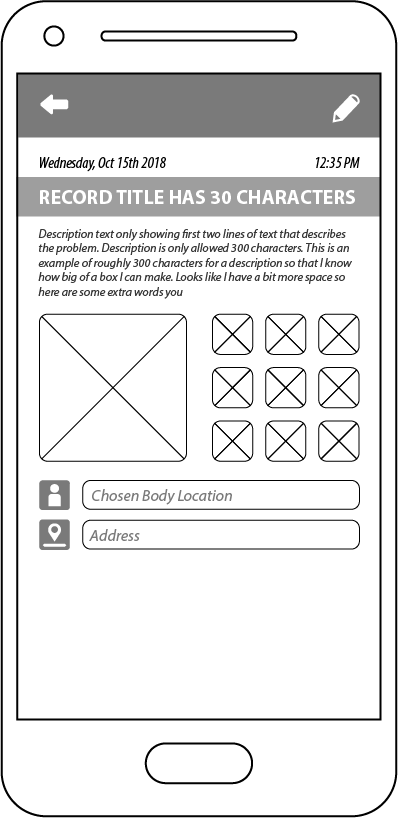 Wednesday, Oct 15th 2018 12:35 PM
RECORD TITLE HAS 30 CHARACTERS
Description text only showing first two lines of text that describes
the problem. Description is only allowed 300 characters. This is an
example of roughly 300 characters for a description so that I know
how big of a box I can make. Looks like I have a bit more space so
here are some extra words you
Chosen Body Location
Address